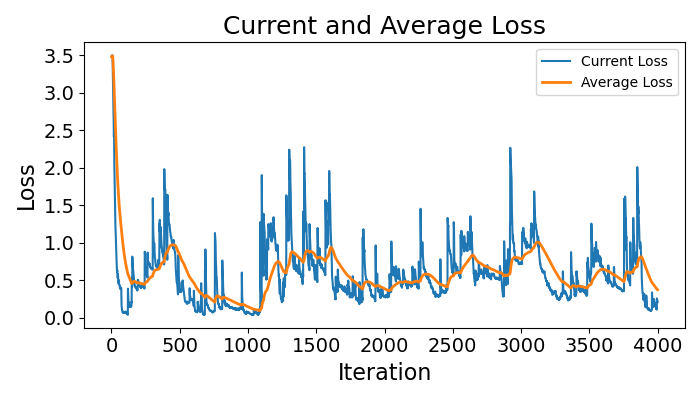 Current and Average Loss
Current Loss
Average Loss
Loss
3.5
3.0
2.5
2.0
1.5
1.0
0.5
0.0
0 500 1000 1500 2000 2500 3000 3500 4000
Iteration